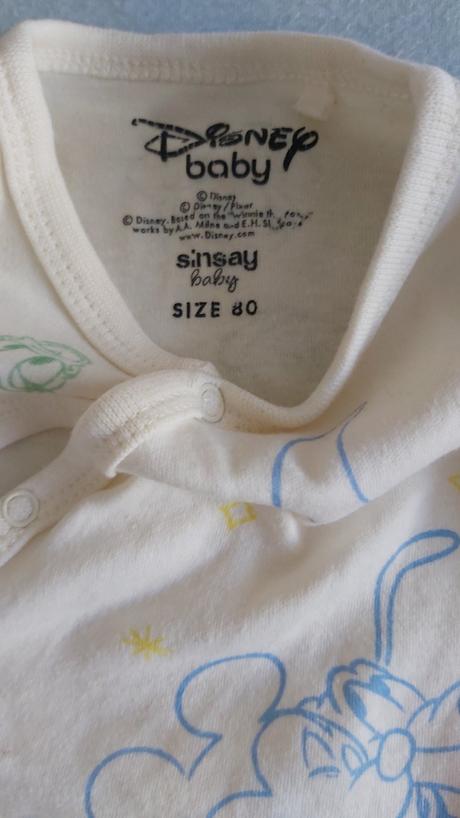 Disney
baby
© Disney
© Disney/Pixar
© Disney. Based on the "Winnie the Pooh"
works by A.A. Milne and E.H. Shepard
www.Disney.com
sinsay
baby
SIZE 80